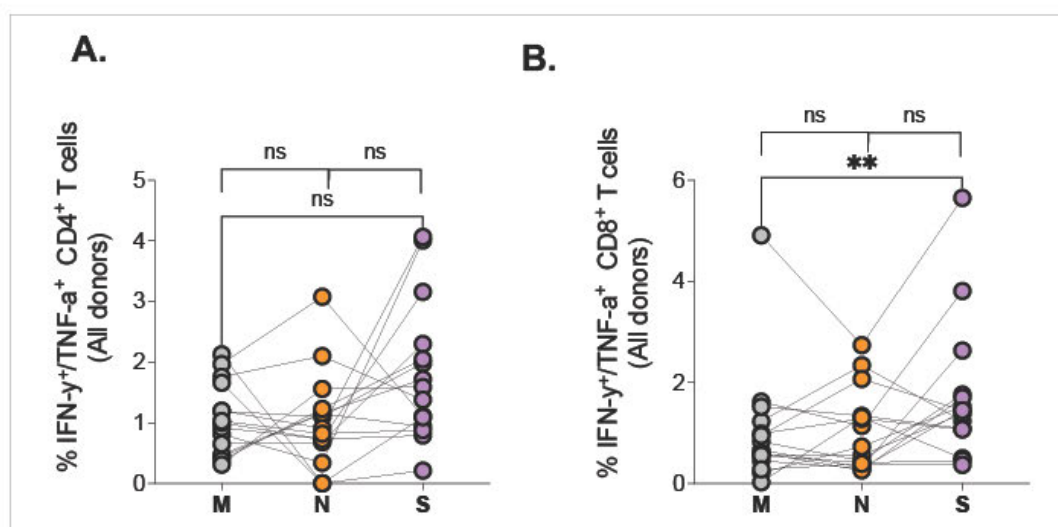 A.
% IFN-y⁺/TNF-a⁺ CD4⁺ T cells
(All donors)
ns
ns
ns
5
4
3
2
1
0
M
N
S
B.
% IFN-y⁺/TNF-a⁺ CD8⁺ T cells
(All donors)
ns
ns
**
6
4
2
0
M
N
S